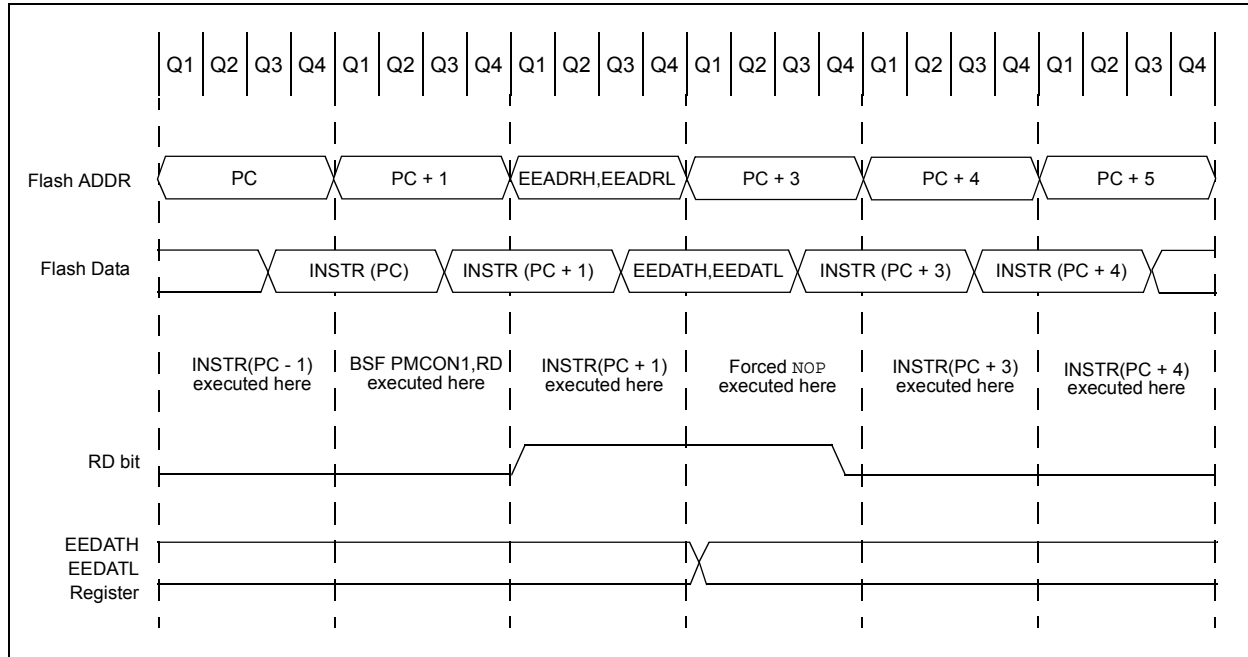 Q1 Q2 Q3 Q4 Q1 Q2 Q3 Q4 Q1 Q2 Q3 Q4 Q1 Q2 Q3 Q4 Q1 Q2 Q3 Q4 Q1 Q2 Q3 Q4
Flash ADDR PC PC + 1 EEADRH,EEADRL PC + 3 PC + 4 PC + 5
Flash Data INSTR (PC) INSTR (PC + 1) EEDATH,EEDATL INSTR (PC + 3) INSTR (PC + 4)
INSTR(PC - 1) BSF PMCON1,RD INSTR(PC + 1) Forced NOP INSTR(PC + 3) INSTR(PC + 4)
executed here executed here executed here executed here executed here executed here
RD bit
EEDATH
EEDATL
Register